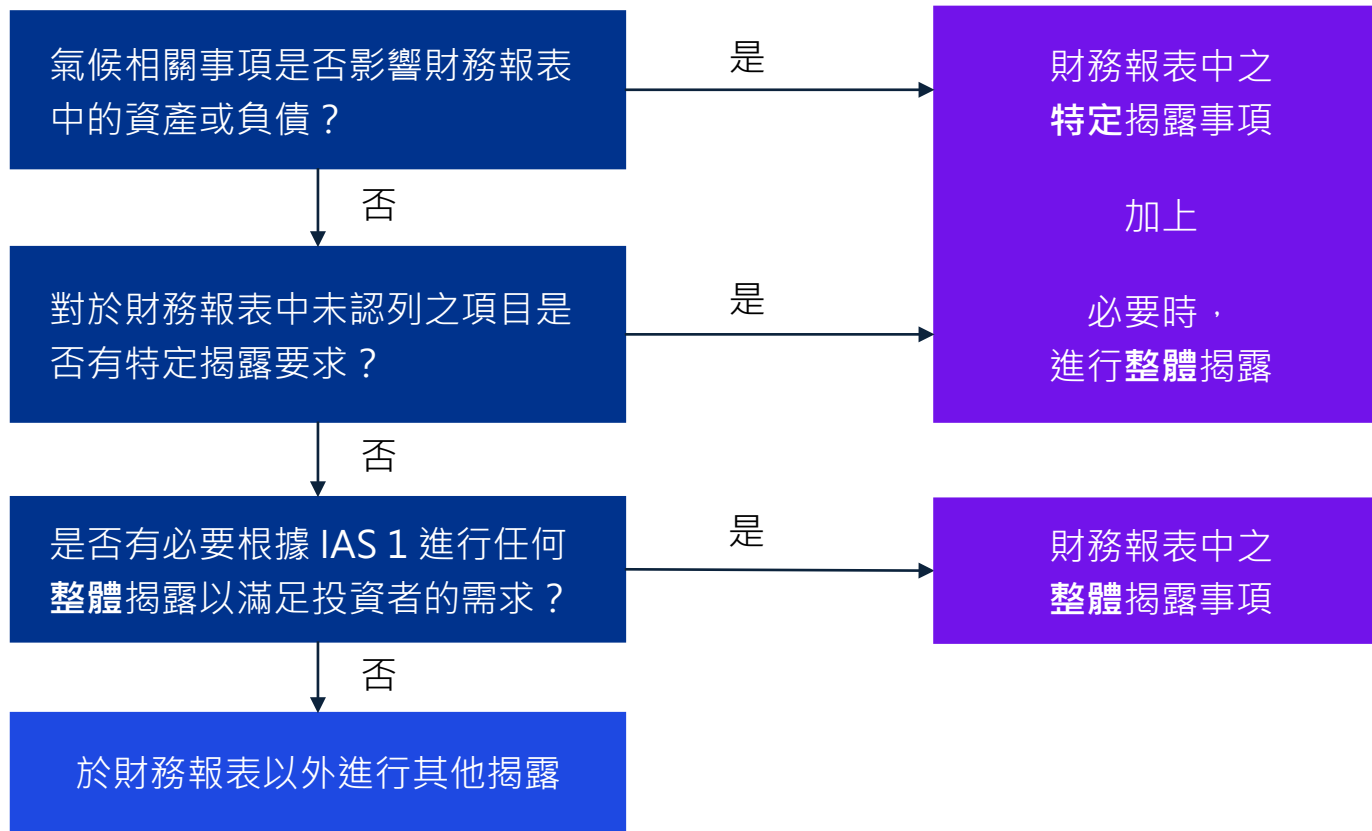 氣候相關事項是否影響財務報表
中的資產或負債？
是
財務報表中之
特定揭露事項
加上
必要時，
進行整體揭露
否
對於財務報表中未認列之項目是
否有特定揭露要求？
是
否
是否有必要根據 IAS 1 進行任何
整體揭露以滿足投資者的需求？
是
財務報表中之
整體揭露事項
否
於財務報表以外進行其他揭露